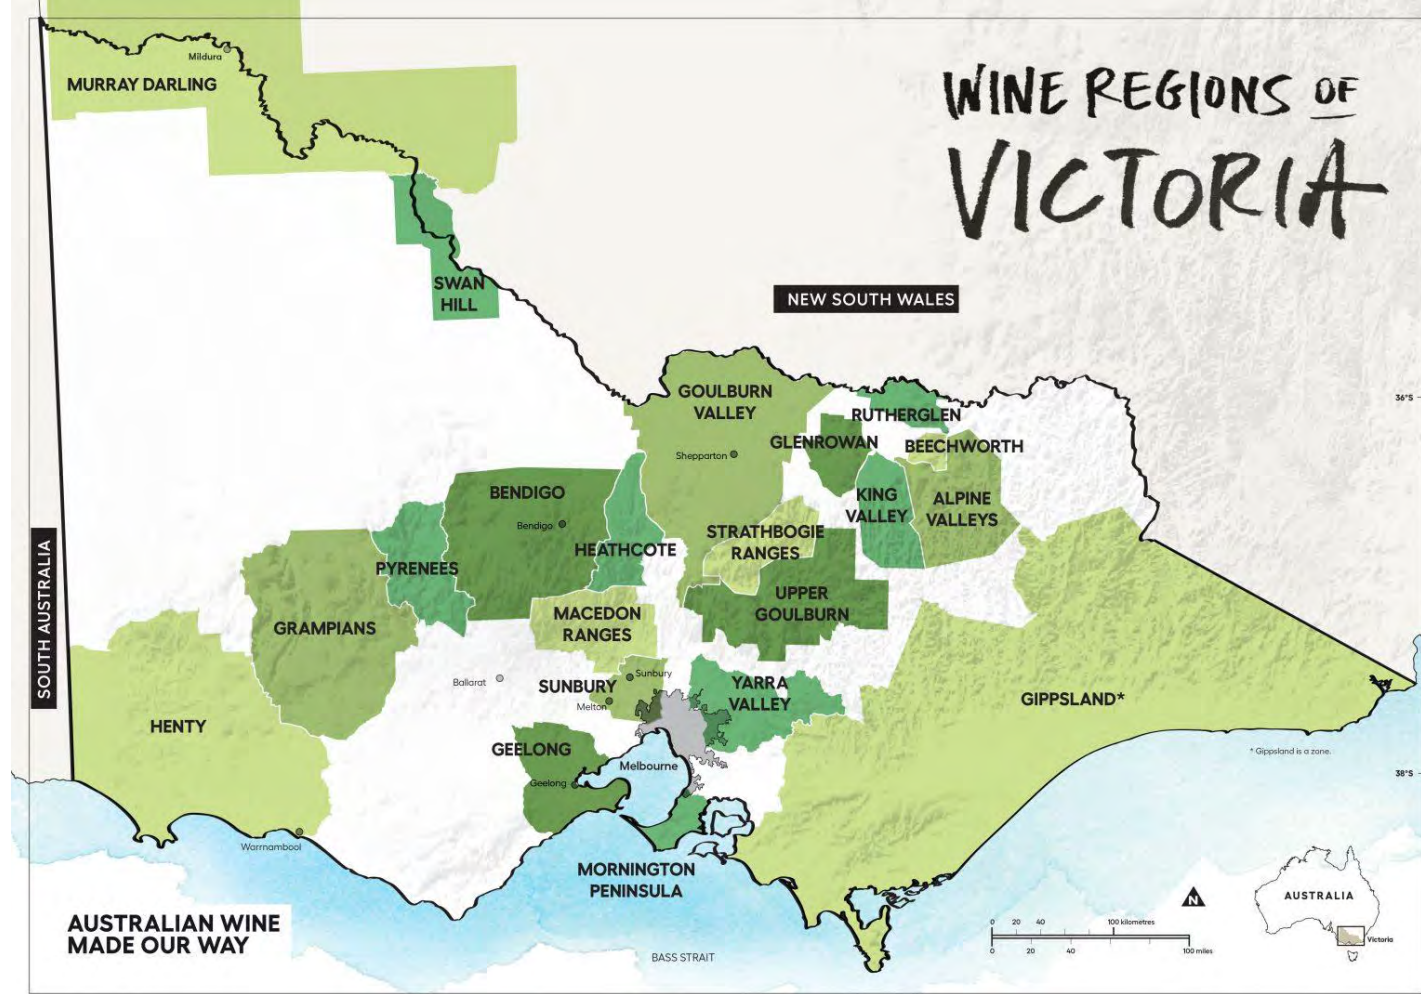 WINE REGIONS OF
VICTORIA
Mildura
MURRAY DARLING
SWAN
HILL
NEW SOUTH WALES
GOULBURN
VALLEY
RUTHERGLEN
36°S
GLENROWAN
BEECHWORTH
Shepparton
BENDIGO
Bendigo
KING
VALLEY
ALPINE
VALLEYS
STRATHBOGIE
RANGES
HEATHCOTE
PYRENEES
SOUTH AUSTRALIA
UPPER
GOULBURN
MACEDON
RANGES
GRAMPIANS
Ballarat
SUNBURY
Sunbury
Melton
YARRA
VALLEY
GIPPSLAND*
HENTY
GEELONG
* Gippsland is a zone.
Melbourne
Geelong
38°S
Warrnambool
MORNINGTON
PENINSULA
AUSTRALIAN WINE
MADE OUR WAY
BASS STRAIT
N
0 20 40 100 kilometres
0 20 40 100 miles
AUSTRALIA
Victoria